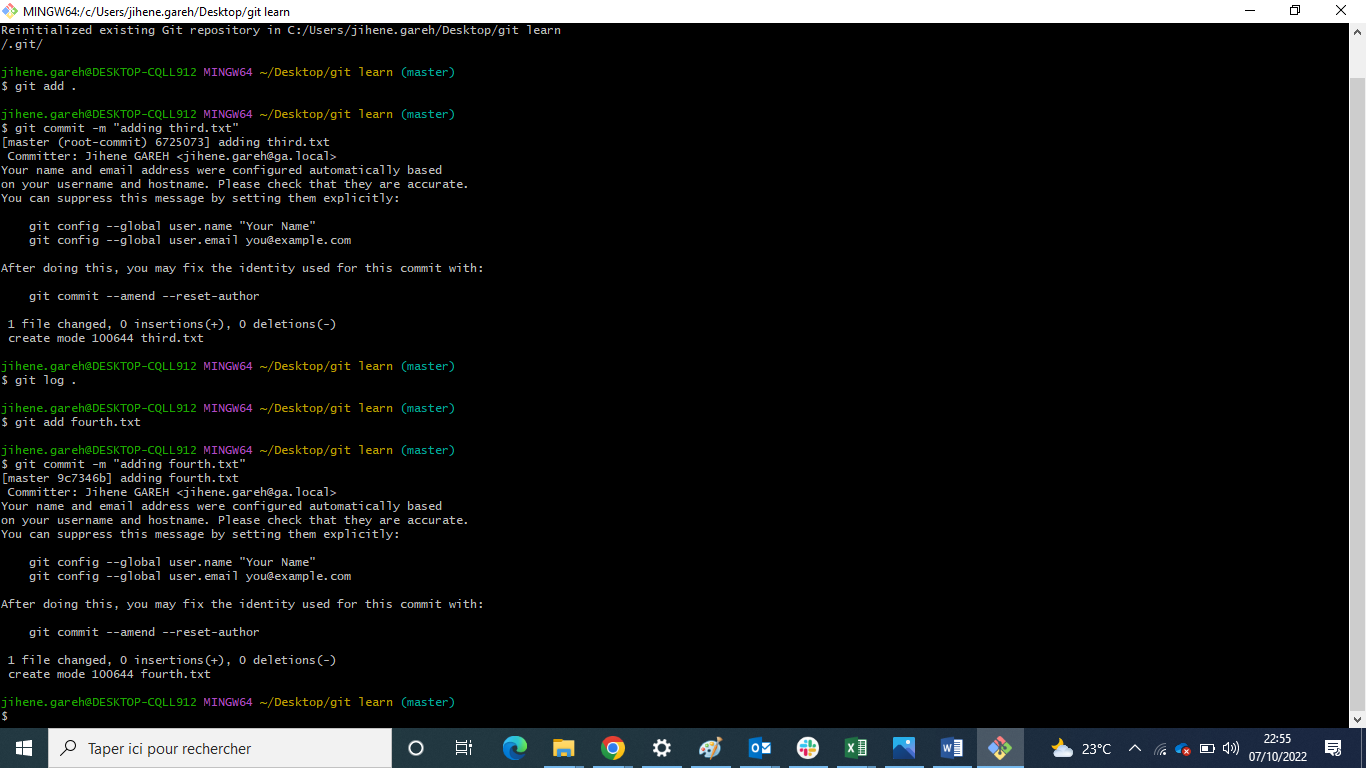 MINGW64:/c/Users/jihene.gareh/Desktop/git learn
Reinitialized existing Git repository in C:/Users/jihene.gareh/Desktop/git learn
/.git/
jihene.gareh@DESKTOP-CQLL912 MINGW64 ~/Desktop/git learn (master)
$ git add .
jihene.gareh@DESKTOP-CQLL912 MINGW64 ~/Desktop/git learn (master)
$ git commit -m "adding third.txt"
[master (root-commit) 6725073] adding third.txt
 Committer: Jihene GAREH <jihene.gareh@ga.local>
Your name and email address were configured automatically based
on your username and hostname. Please check that they are accurate.
You can suppress this message by setting them explicitly:
    git config --global user.name "Your Name"
    git config --global user.email you@example.com
After doing this, you may fix the identity used for this commit with:
    git commit --amend --reset-author
 1 file changed, 0 insertions(+), 0 deletions(-)
 create mode 100644 third.txt
jihene.gareh@DESKTOP-CQLL912 MINGW64 ~/Desktop/git learn (master)
$ git log .
jihene.gareh@DESKTOP-CQLL912 MINGW64 ~/Desktop/git learn (master)
$ git add fourth.txt
jihene.gareh@DESKTOP-CQLL912 MINGW64 ~/Desktop/git learn (master)
$ git commit -m "adding fourth.txt"
[master 9c7346b] adding fourth.txt
 Committer: Jihene GAREH <jihene.gareh@ga.local>
Your name and email address were configured automatically based
on your username and hostname. Please check that they are accurate.
You can suppress this message by setting them explicitly:
    git config --global user.name "Your Name"
    git config --global user.email you@example.com
After doing this, you may fix the identity used for this commit with:
    git commit --amend --reset-author
 1 file changed, 0 insertions(+), 0 deletions(-)
 create mode 100644 fourth.txt
jihene.gareh@DESKTOP-CQLL912 MINGW64 ~/Desktop/git learn (master)
$
Taper ici pour rechercher
23°C
22:55
07/10/2022